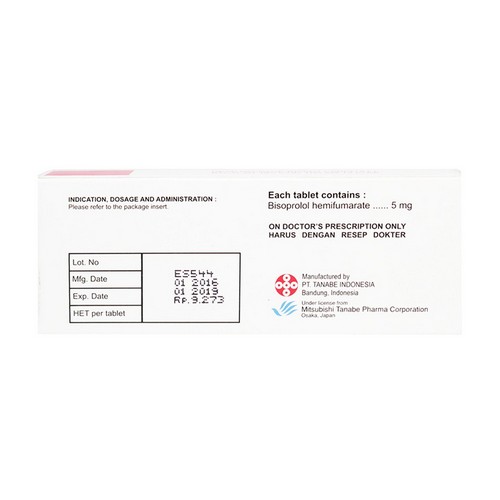 INDICATION, DOSAGE AND ADMINISTRATION :
Please refer to the package insert.
Each tablet contains :
Bisoprolol hemifumarate ...... 5 mg
ON DOCTOR'S PRESCRIPTION ONLY
HARUS DENGAN RESEP DOKTER
Lot. No
Mfg. Date
Exp. Date
HET per tablet
ES544
01 2016
01 2019
Rp.9.273
Manufactured by
PT. TANABE INDONESIA
Bandung, Indonesia
Under license from
Mitsubishi Tanabe Pharma Corporation
Osaka, Japan